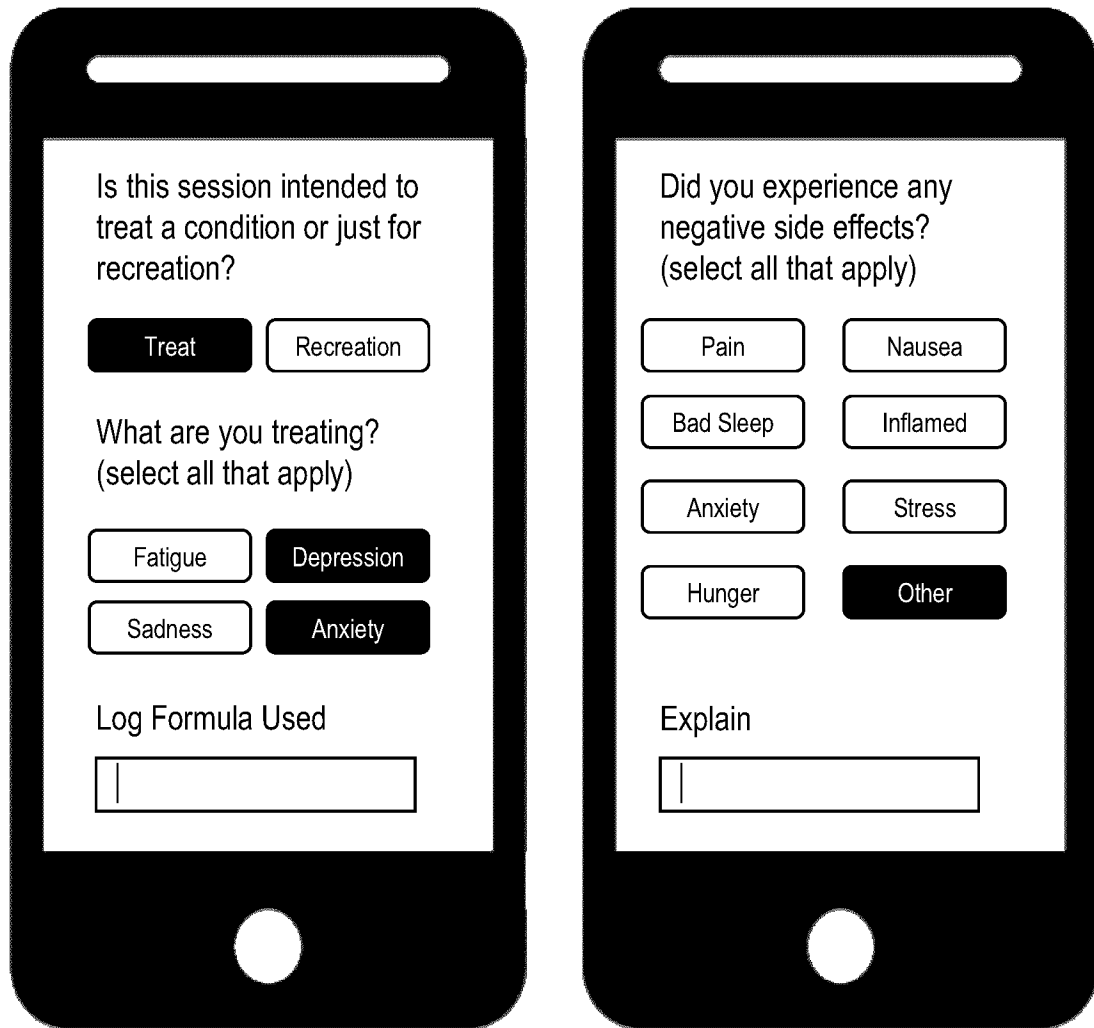 Is this session intended to
treat a condition or just for
recreation?
Treat
Recreation
What are you treating?
(select all that apply)
Fatigue
Depression
Sadness
Anxiety
Log Formula Used
Did you experience any
negative side effects?
(select all that apply)
Pain
Nausea
Bad Sleep
Inflamed
Anxiety
Stress
Hunger
Other
Explain